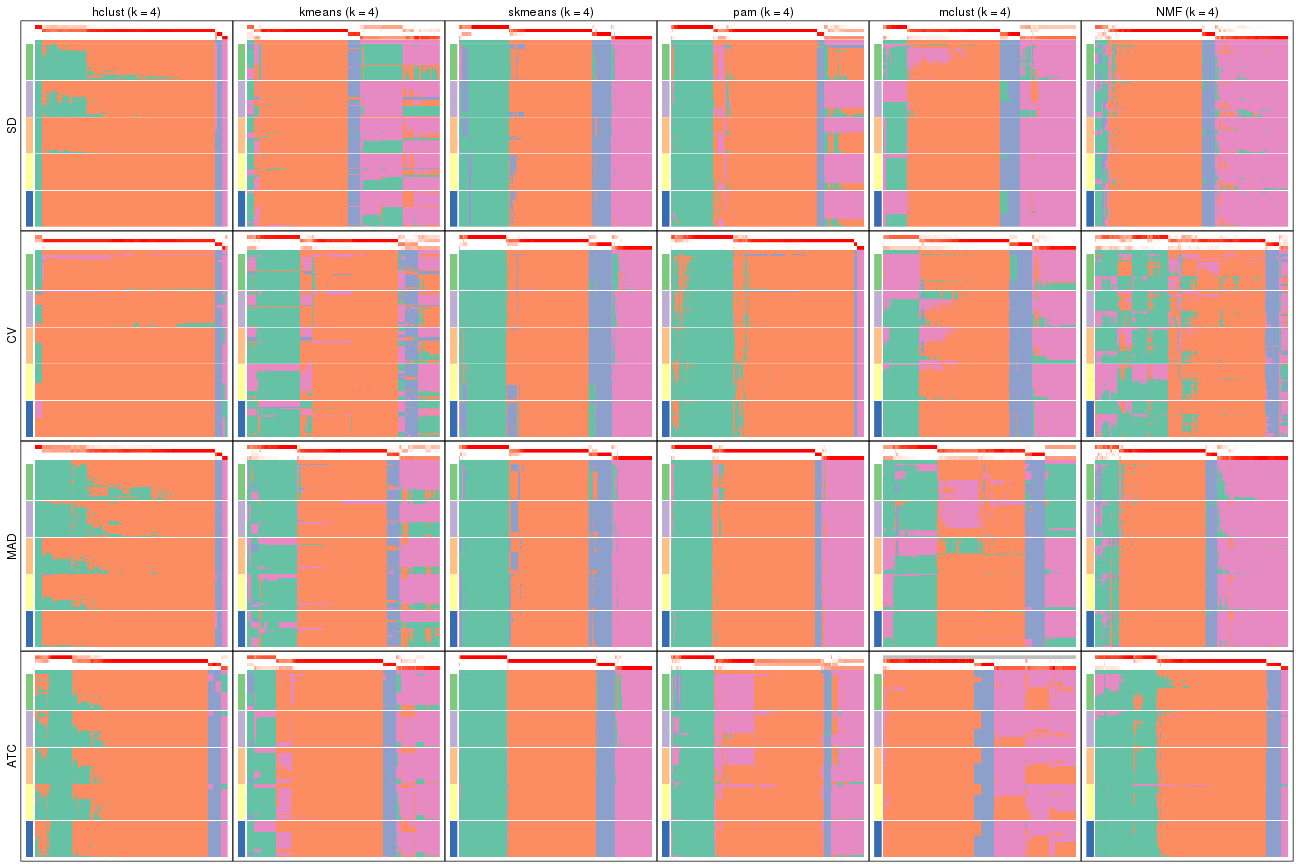 hclust (k = 4)
kmeans (k = 4)
skmeans (k = 4)
pam (k = 4)
mclust (k = 4)
NMF (k = 4)
SD
CV
MAD
ATC